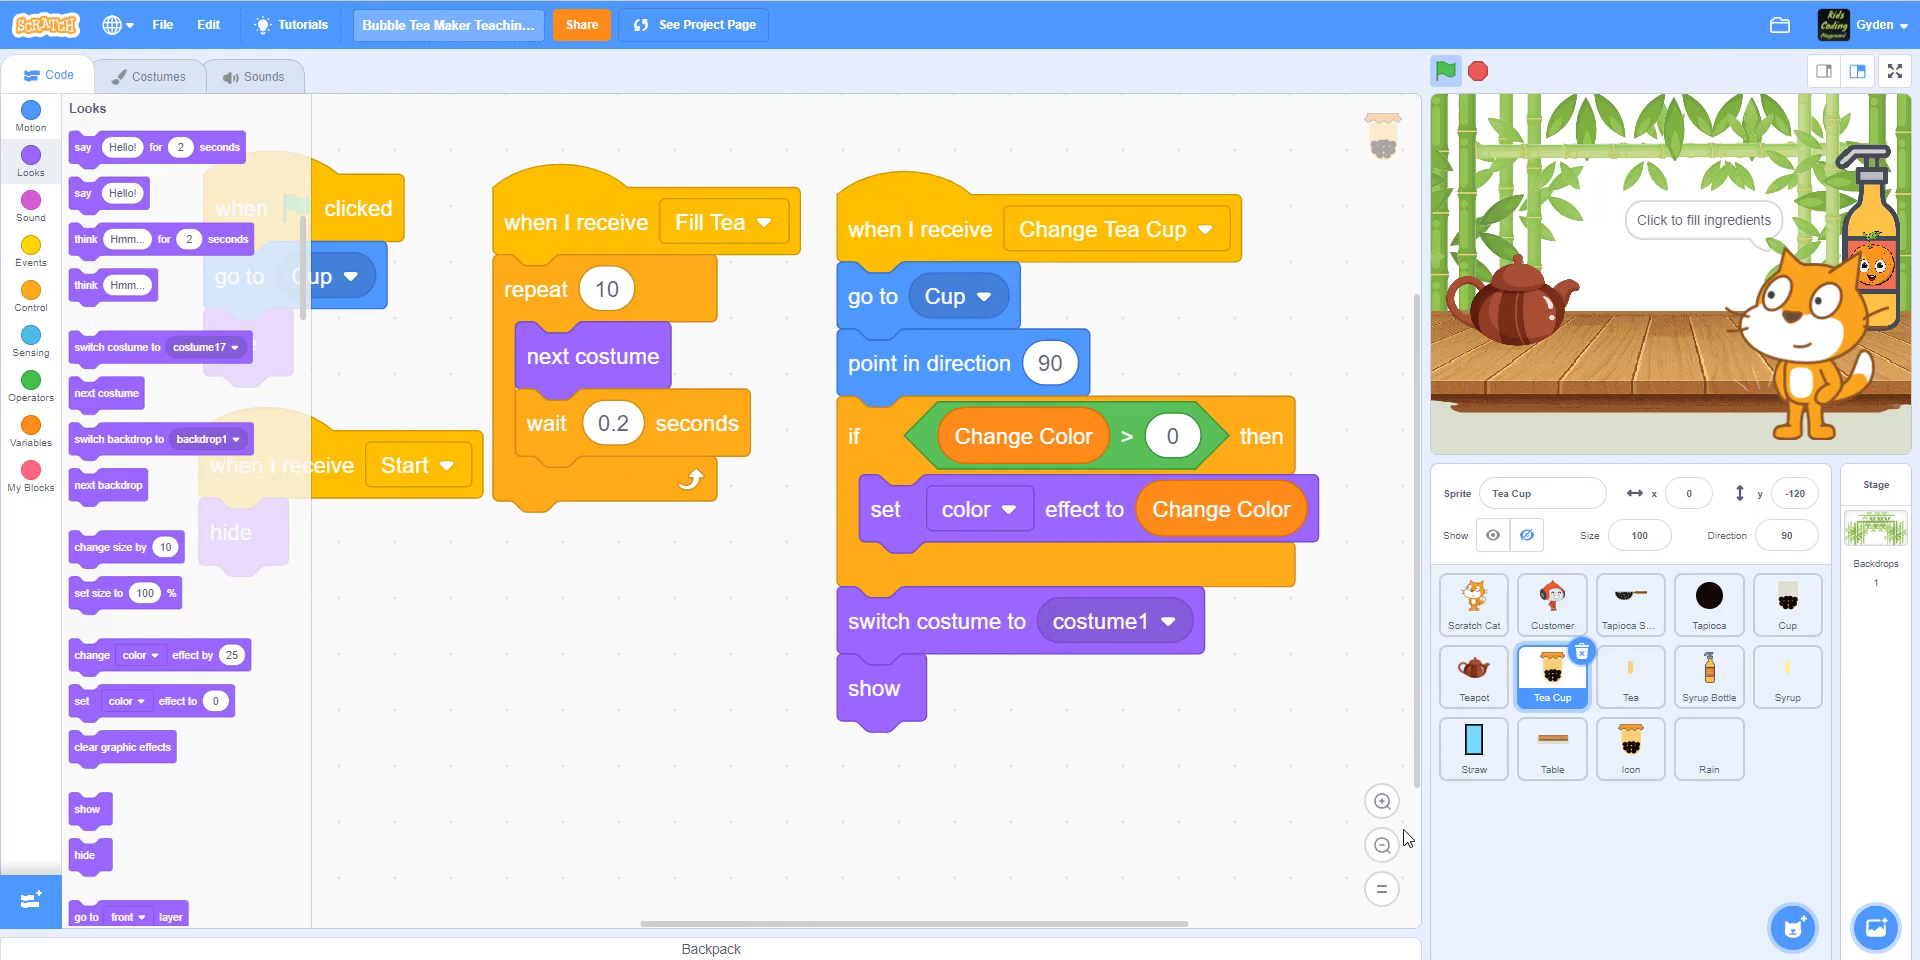 SCRATCH
File
Edit
Tutorials
Bubble Tea Maker Teachin...
Share
See Project Page
Kids
Coding
Playground
Gyden
Code
Costumes
Sounds
Motion
Looks
Sound
Events
Control
Sensing
Operators
Variables
My Blocks
Looks
say Hello! for 2 seconds
say Hello!
think Hmm... for 2 seconds
think Hmm...
switch costume to costume17
next costume
switch backdrop to backdrop1
next backdrop
change size by 10
set size to 100 %
change color effect by 25
set color effect to 0
clear graphic effects
show
hide
go to front layer
when clicked
go to Cup
when I receive Start
hide
when I receive Fill Tea
repeat 10
next costume
wait 0.2 seconds
when I receive Change Tea Cup
go to Cup
point in direction 90
if Change Color > 0 then
set color effect to Change Color
switch costume to costume1
show
Backpack
Click to fill ingredients
Sprite Tea Cup x 0 y -120
Show Size 100 Direction 90
Scratch Cat
Customer
Tapioca S...
Tapioca
Cup
Teapot
Tea Cup
Tea
Syrup Bottle
Syrup
Straw
Table
Icon
Rain
Stage
Backdrops
1